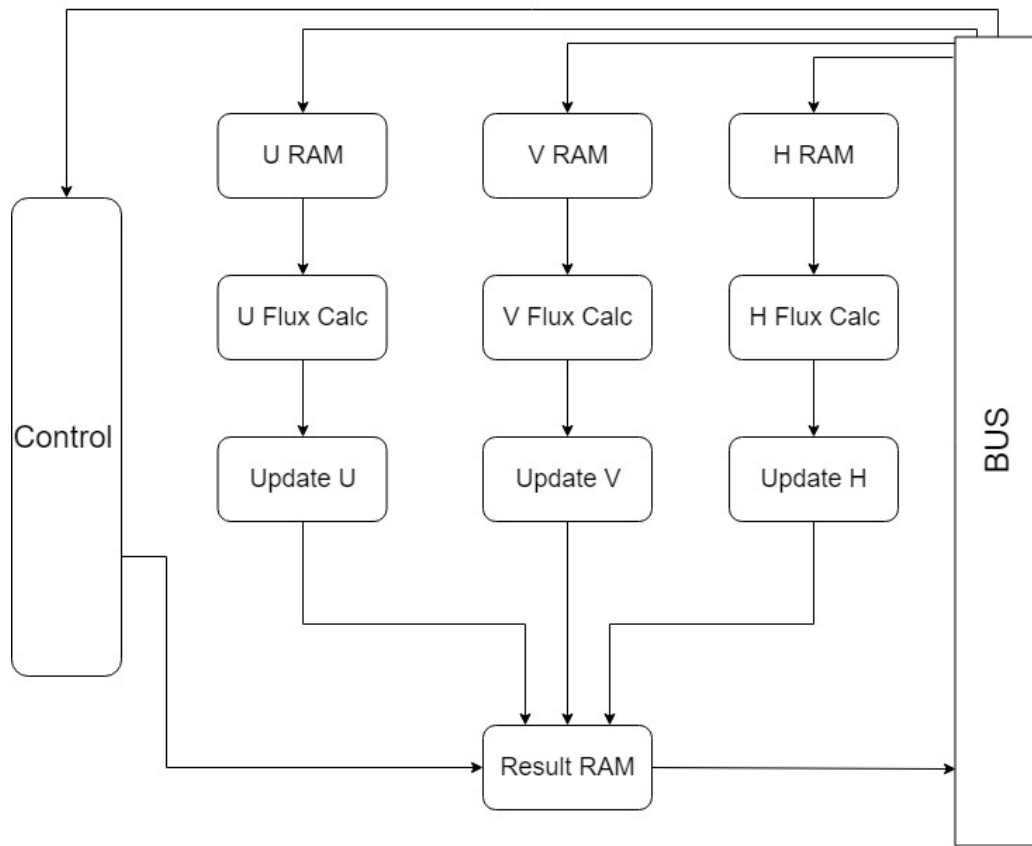 U RAM
V RAM
H RAM
U Flux Calc
V Flux Calc
H Flux Calc
Control
BUS
Update U
Update V
Update H
Result RAM